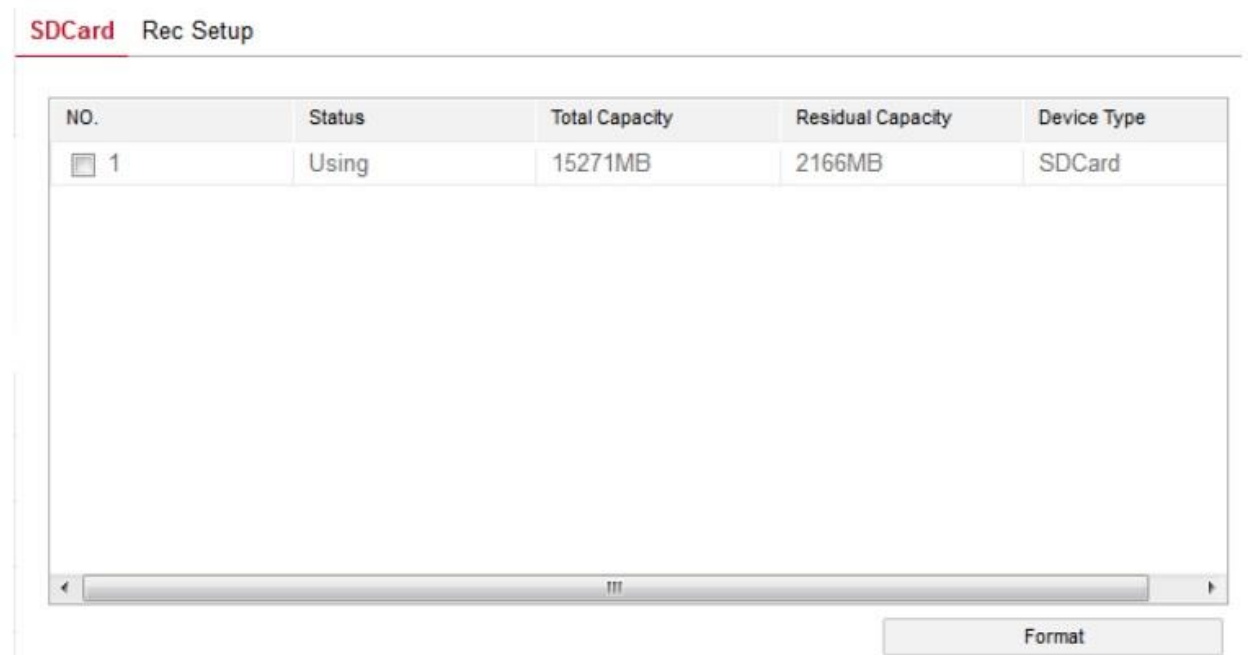 SDCard Rec Setup
NO. Status Total Capacity Residual Capacity Device Type
1 Using 15271MB 2166MB SDCard
Format